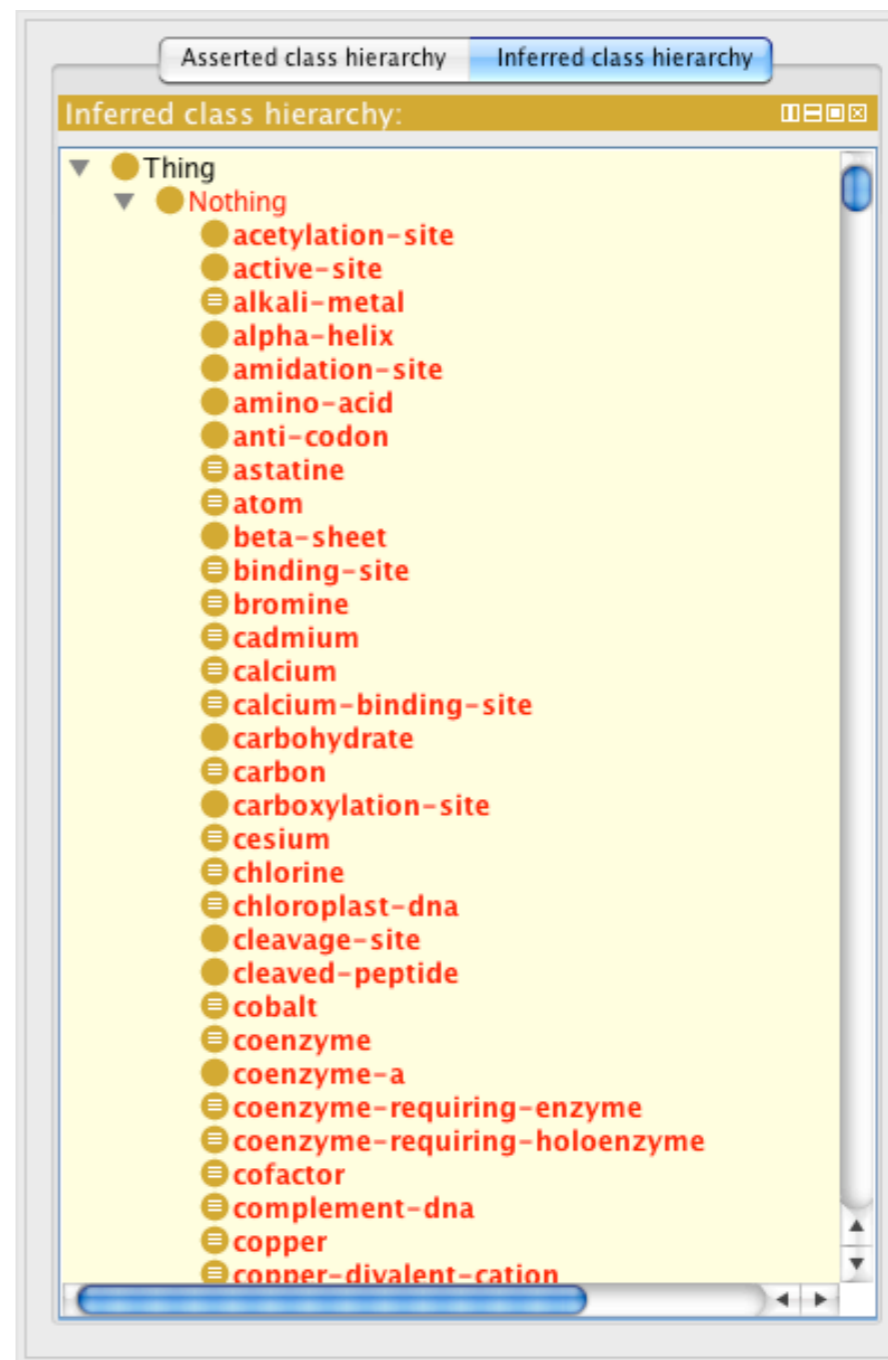 Asserted class hierarchy Inferred class hierarchy
Inferred class hierarchy:
Thing
Nothing
acetylation-site
active-site
alkali-metal
alpha-helix
amidation-site
amino-acid
anti-codon
astatine
atom
beta-sheet
binding-site
bromine
cadmium
calcium
calcium-binding-site
carbohydrate
carbon
carboxylation-site
cesium
chlorine
chloroplast-dna
cleavage-site
cleaved-peptide
cobalt
coenzyme
coenzyme-a
coenzyme-requiring-enzyme
coenzyme-requiring-holoenzyme
cofactor
complement-dna
copper
copper-divalent-cation